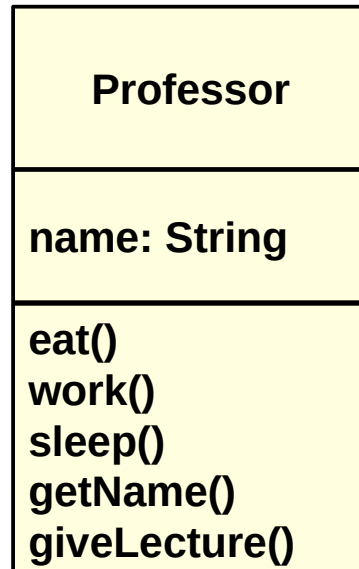 Professor
name: String
eat()
work()
sleep()
getName()
giveLecture()